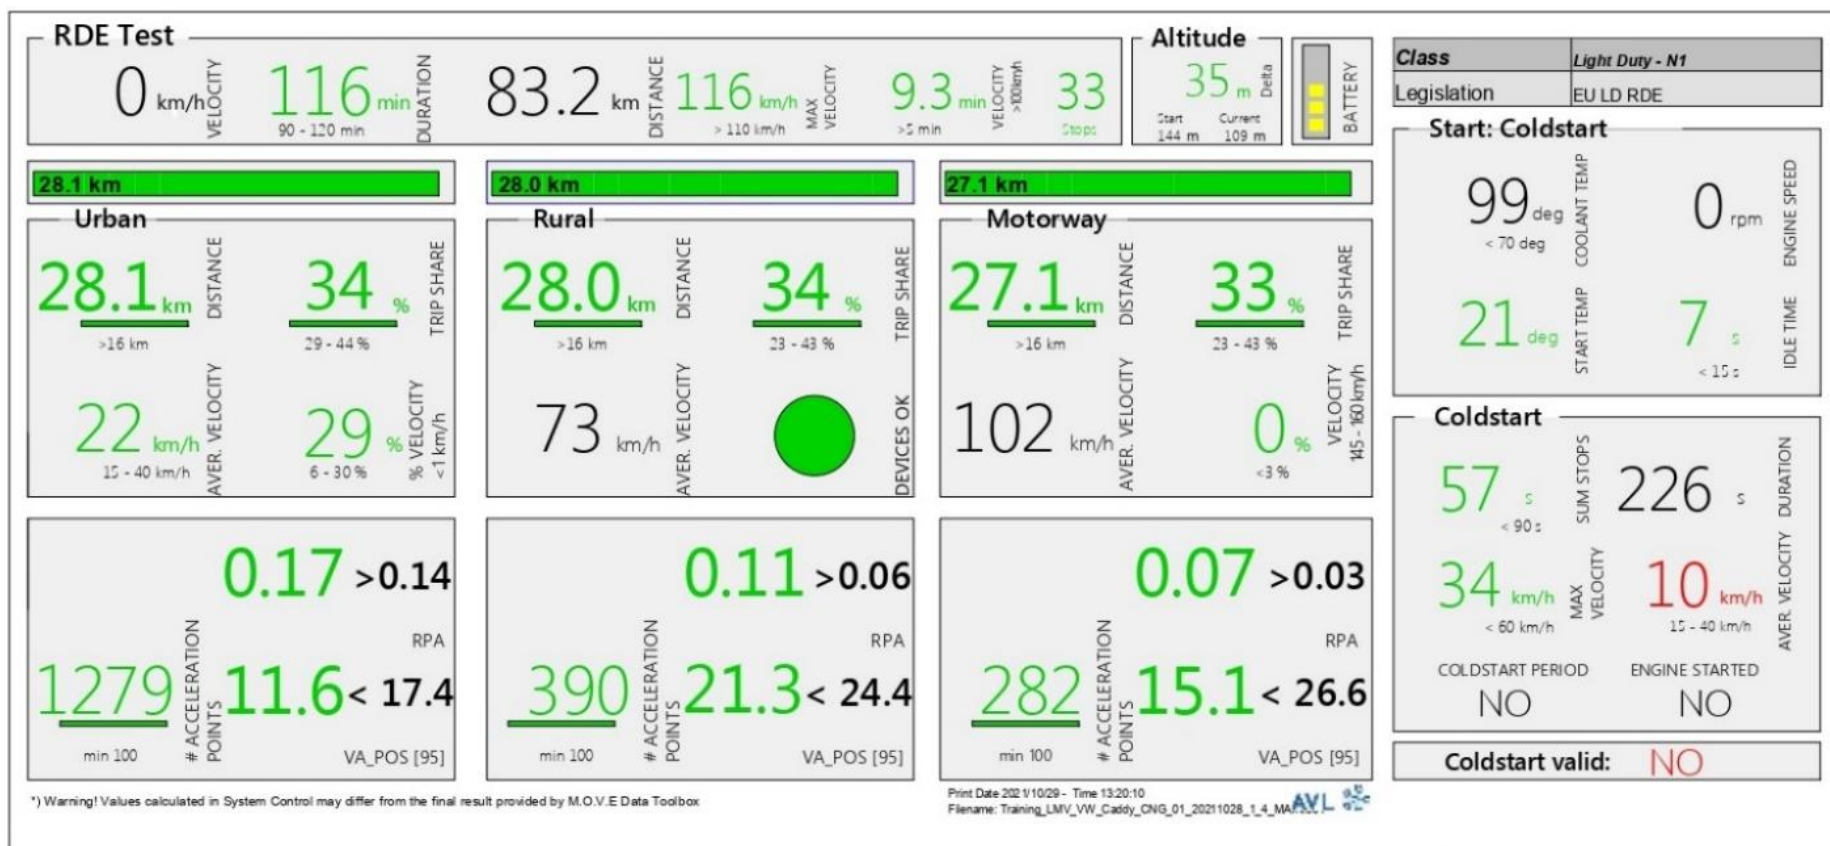 RDE Test
0 km/h VELOCITY
116 min DURATION
90 - 120 min
83.2 km DISTANCE
116 km/h MAX VELOCITY
> 110 km/h
9.3 min VELOCITY >100km/h
>5 min
33
Stops
Altitude
35 m Delta
Start Current
144 m 109 m
BATTERY
Class Light Duty - N1
Legislation EU LD RDE
28.1 km
28.0 km
27.1 km
Urban
28.1 km DISTANCE
>16 km
34 % TRIP SHARE
29 - 44 %
22 km/h AVER. VELOCITY
15 - 40 km/h
29 % % VELOCITY <1 km/h
6 - 30 %
Rural
28.0 km DISTANCE
>16 km
34 % TRIP SHARE
23 - 43 %
73 km/h AVER. VELOCITY
DEVICES OK
Motorway
27.1 km DISTANCE
>16 km
33 % TRIP SHARE
23 - 43 %
102 km/h AVER. VELOCITY
0 % VELOCITY 145 - 160 km/h
<3 %
0.17 >0.14
RPA
1279 # ACCELERATION POINTS
min 100
11.6 < 17.4
VA_POS [95]
0.11 >0.06
RPA
390 # ACCELERATION POINTS
min 100
21.3 < 24.4
VA_POS [95]
0.07 >0.03
RPA
282 # ACCELERATION POINTS
min 100
15.1 < 26.6
VA_POS [95]
Start: Coldstart
99 deg COOLANT TEMP
< 70 deg
0 rpm ENGINE SPEED
21 deg START TEMP
7 s IDLE TIME
< 15 s
Coldstart
57 s SUM STOPS
< 90 s
226 s DURATION
34 km/h MAX VELOCITY
< 60 km/h
10 km/h AVER. VELOCITY
15 - 40 km/h
COLDSTART PERIOD
NO
ENGINE STARTED
NO
Coldstart valid: NO
*) Warning! Values calculated in System Control may differ from the final result provided by M.O.V.E Data Toolbox
Print Date 2021/10/29 - Time 13:20:10
Filename: Training_LMV_VW_Caddy_CNG_01_20211028_1_4_MA
AVL